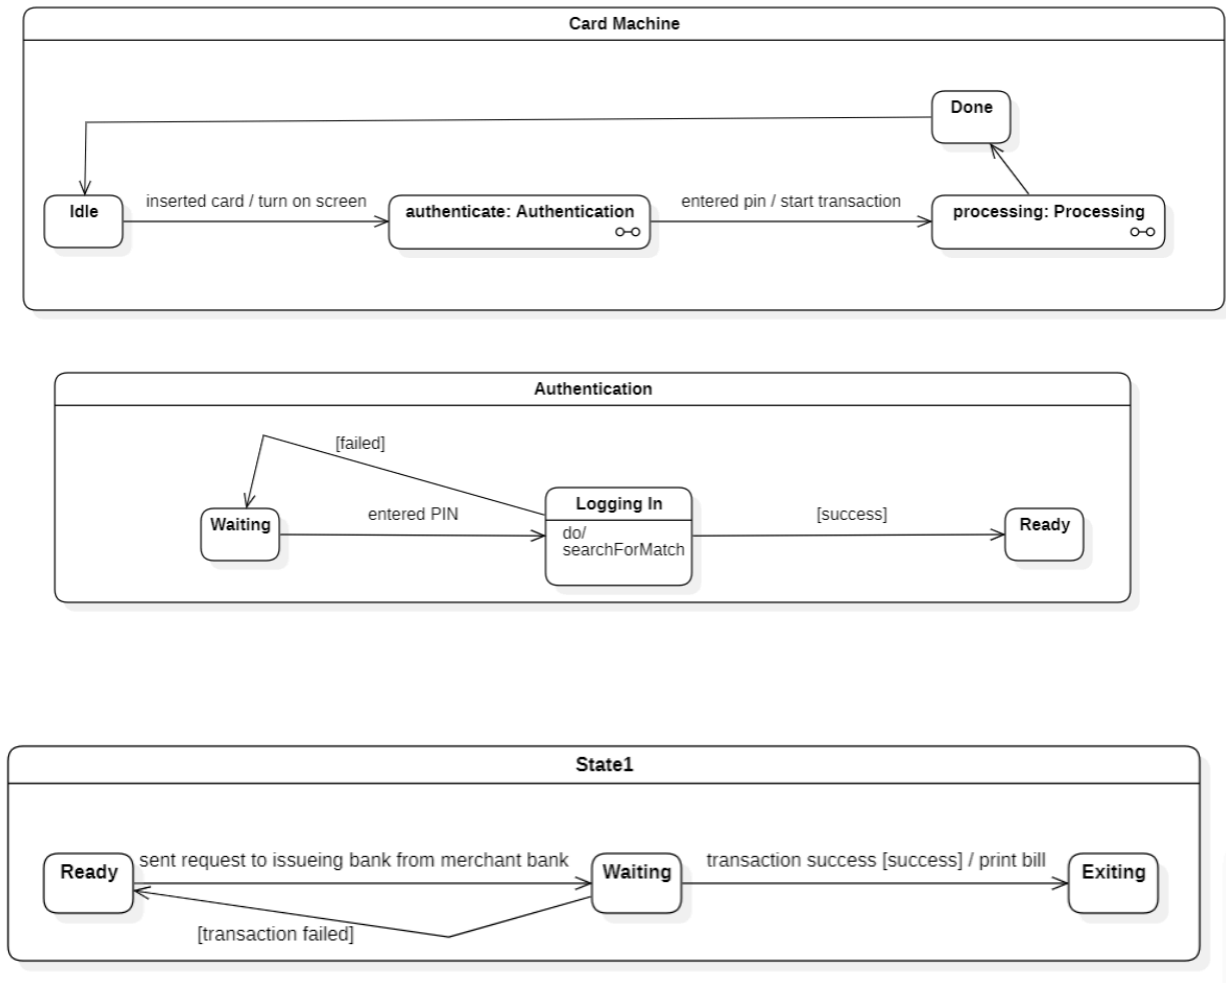 Card Machine
Done
Idle
inserted card / turn on screen
authenticate: Authentication
entered pin / start transaction
processing: Processing
Authentication
[failed]
Waiting
entered PIN
Logging In
do/
searchForMatch
[success]
Ready
State1
Ready
sent request to issueing bank from merchant bank
Waiting
transaction success [success] / print bill
Exiting
[transaction failed]